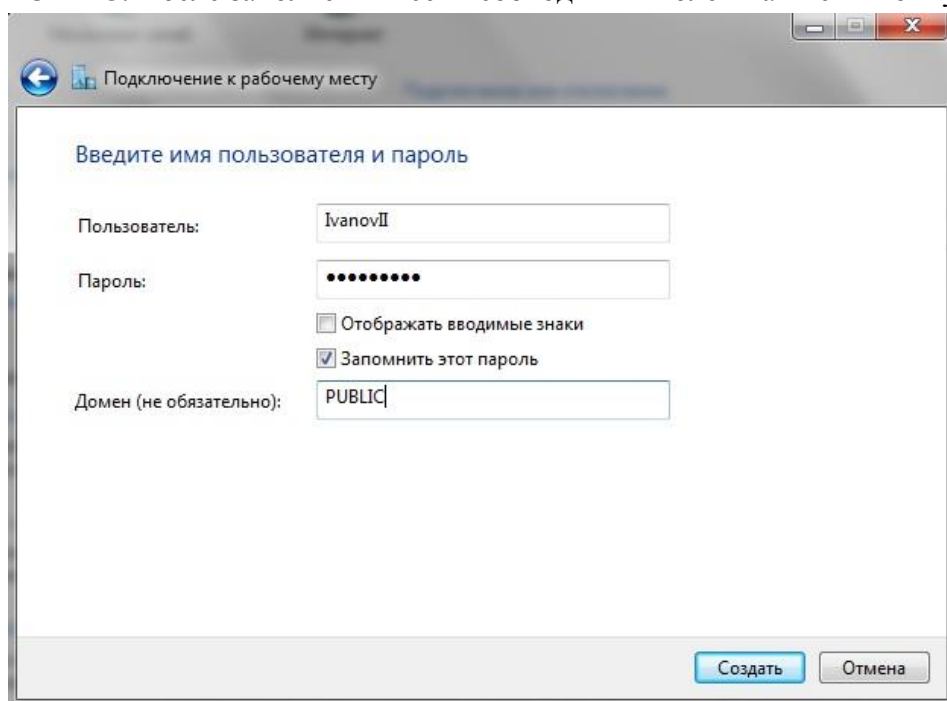 Подключение к рабочему месту
Введите имя пользователя и пароль
Пользователь:
IvanovII
Пароль:
•••••••••
Отображать вводимые знаки
Запомнить этот пароль
Домен (не обязательно):
PUBLIC
Создать
Отмена